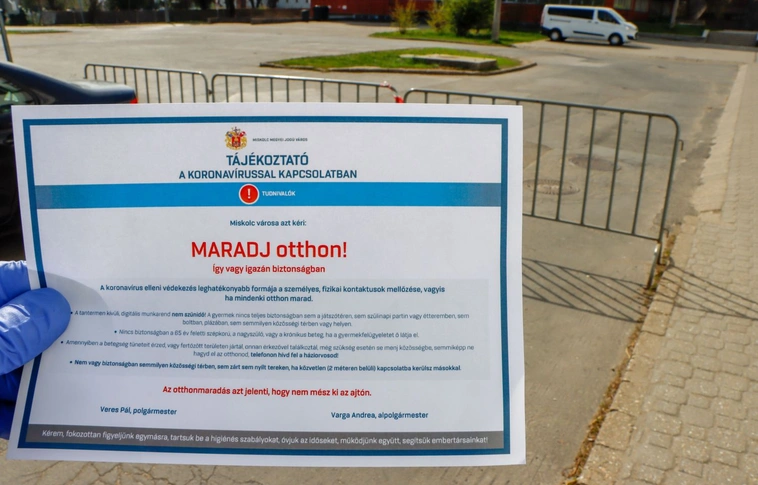 MISKOLC MEGYEI JOGÚ VÁROS
TÁJÉKOZTATÓ
A KORONAVÍRUSSAL KAPCSOLATBAN
! TUDNIVALÓK
Miskolc városa azt kéri:
MARADJ otthon!
Így vagy igazán biztonságban
A koronavírus elleni védekezés leghatékonyabb formája a személyes, fizikai kontaktusok mellőzése, vagyis
ha mindenki otthon marad.
• A tantermen kívüli, digitális munkarend nem szünidő! A gyermek nincs teljes biztonságban sem a játszótéren, sem szülinapi partin vagy étteremben, sem
boltban, plázában, sem semmilyen közösségi térben vagy helyen.
• Nincs biztonságban a 65 év feletti szépkorú, a nagyszülő, vagy a krónikus beteg, ha a gyermekfelügyeletet ő látja el.
• Amennyiben a betegség tüneteit érzed, vagy fertőzött területen jártál, onnan érkezővel találkoztál, még szükség esetén se menj közösségbe, semmiképp ne
hagyd el az otthonod, telefonon hívd fel a háziorvosod!
• Nem vagy biztonságban semmilyen közösségi térben, sem zárt sem nyílt tereken, ha közvetlen (2 méteren belüli) kapcsolatba kerülsz másokkal.
Az otthonmaradás azt jelenti, hogy nem mész ki az ajtón.
Veres Pál, polgármester
Varga Andrea, alpolgármester
Kérem, fokozottan figyeljünk egymásra, tartsuk be a higiénés szabályokat, óvjuk az időseket, működjünk együtt, segítsük embertársainkat!